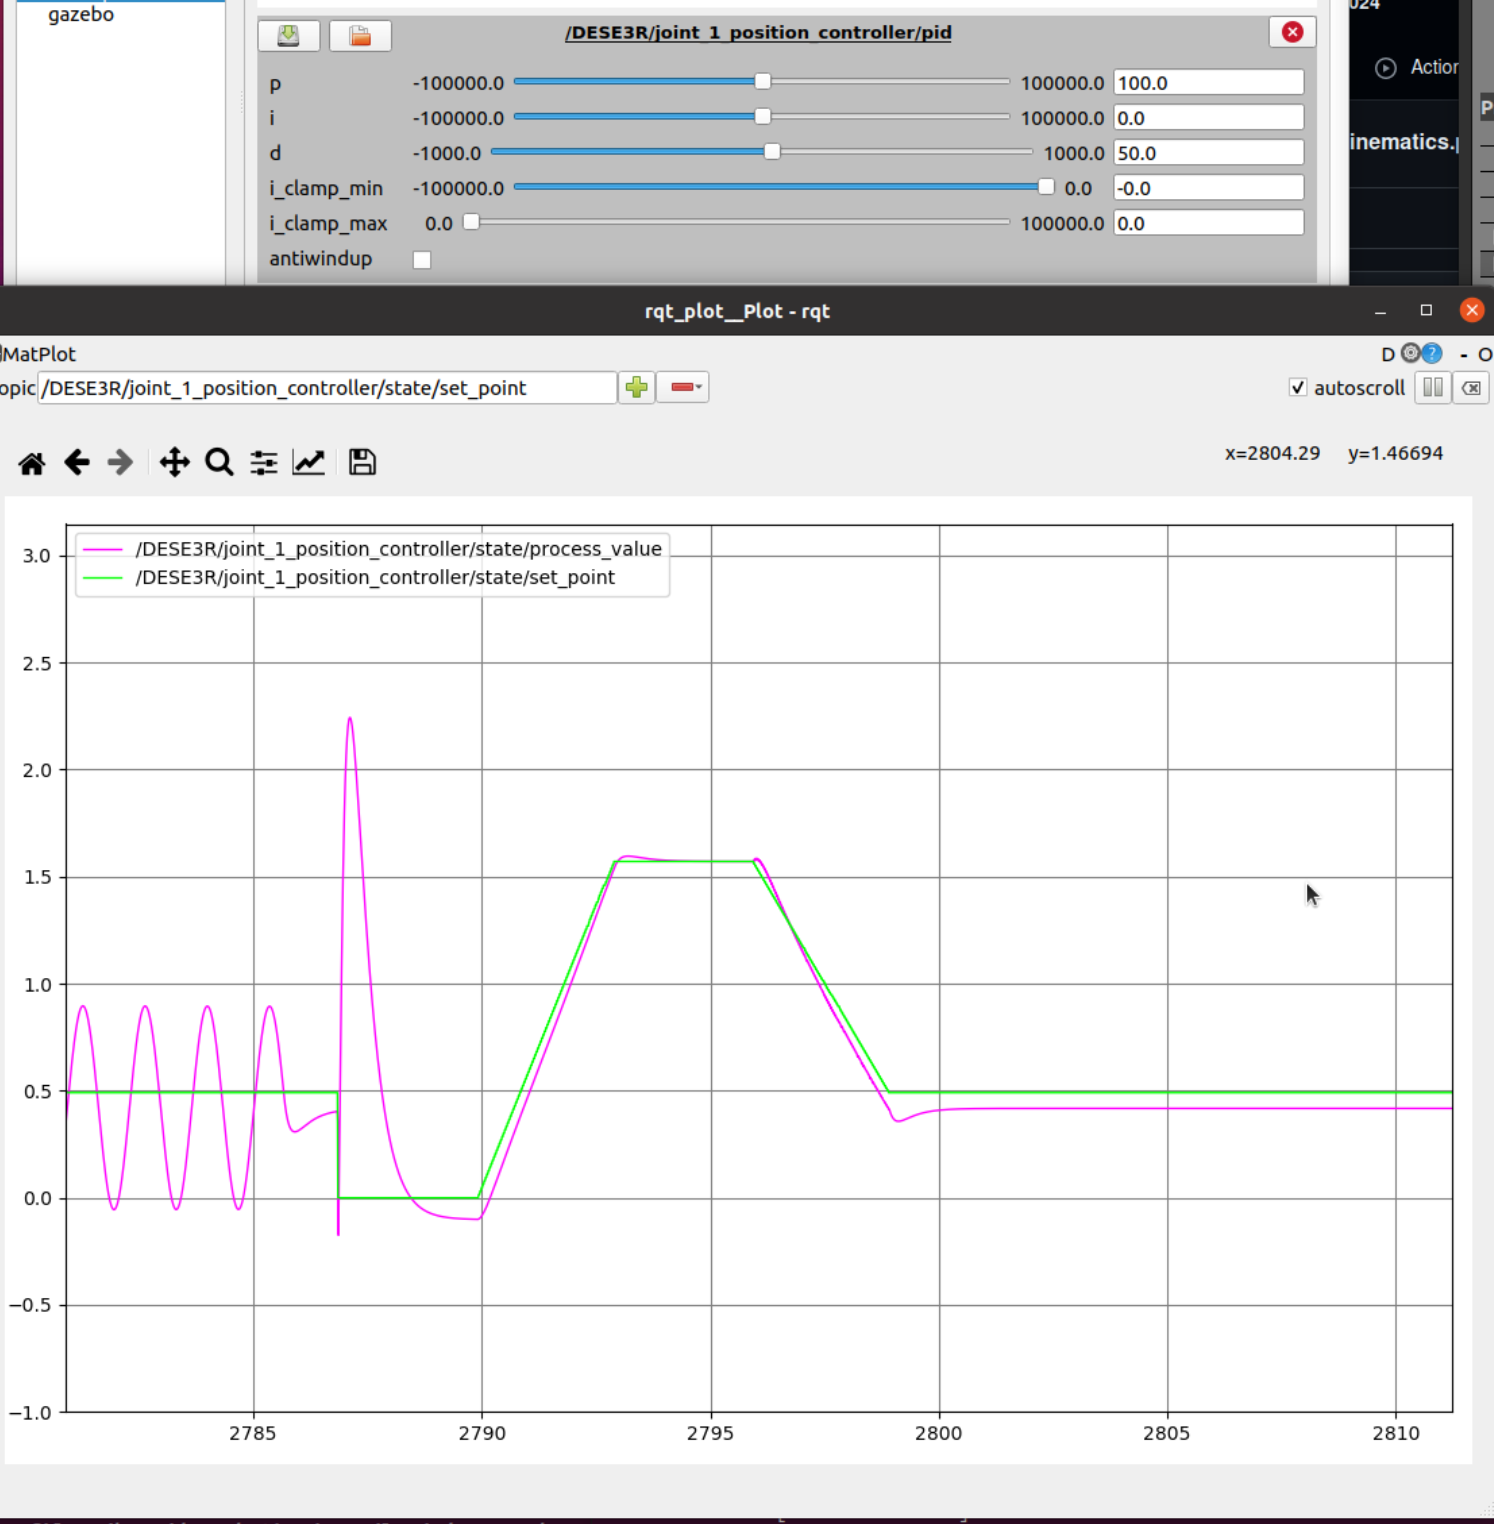 gazebo
/DESE3R/joint_1_position_controller/pid
024
Action
p -100000.0 100000.0 100.0
i -100000.0 100000.0 0.0
d -1000.0 1000.0 50.0
i_clamp_min -100000.0 0.0 -0.0
i_clamp_max 0.0 100000.0 0.0
antiwindup
inematics.p
P
rqt_plot__Plot - rqt
MatPlot
D ? - O
opic /DESE3R/joint_1_position_controller/state/set_point
autoscroll
x=2804.29 y=1.46694
/DESE3R/joint_1_position_controller/state/process_value
/DESE3R/joint_1_position_controller/state/set_point
3.0
2.5
2.0
1.5
1.0
0.5
0.0
−0.5
−1.0
2785 2790 2795 2800 2805 2810